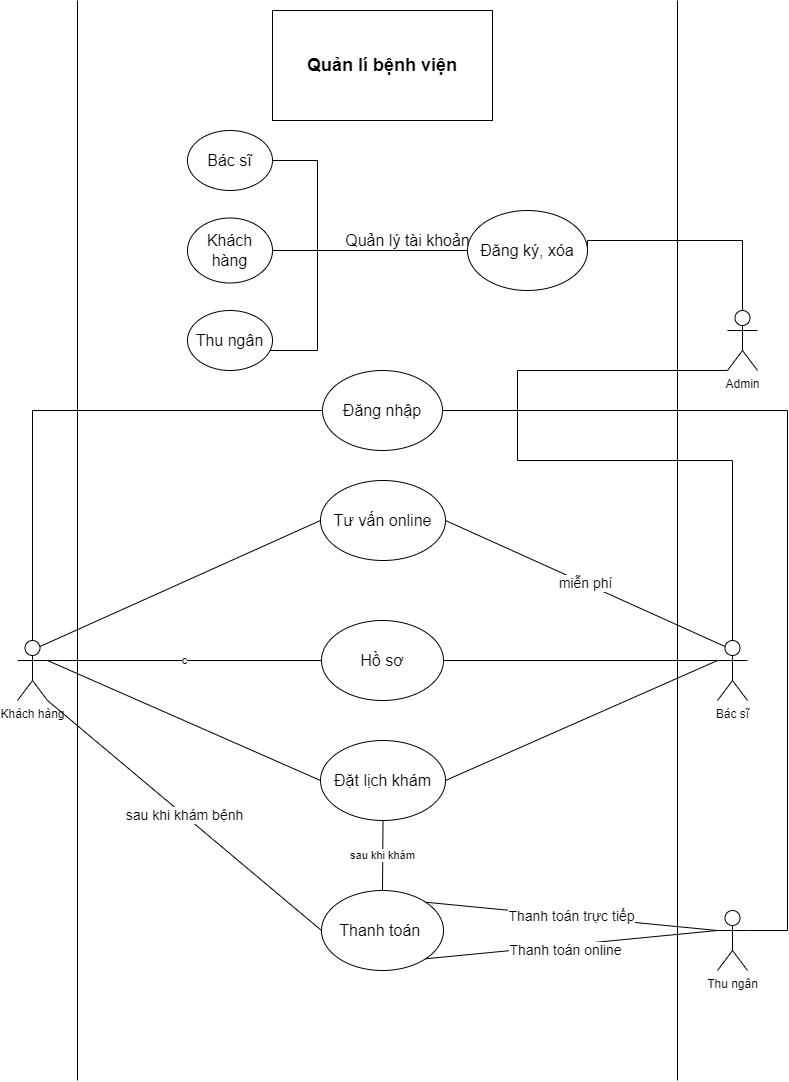 Quản lí bệnh viện
Bác sĩ
Khách
hàng
Quản lý tài khoản
Đăng ký, xóa
Thu ngân
Admin
Đăng nhập
Tư vấn online
miễn phí
c
Hồ sơ
Khách hàng
Bác sĩ
Đặt lịch khám
sau khi khám bệnh
sau khi khám
Thanh toán
Thanh toán trực tiếp
Thanh toán online
Thu ngân